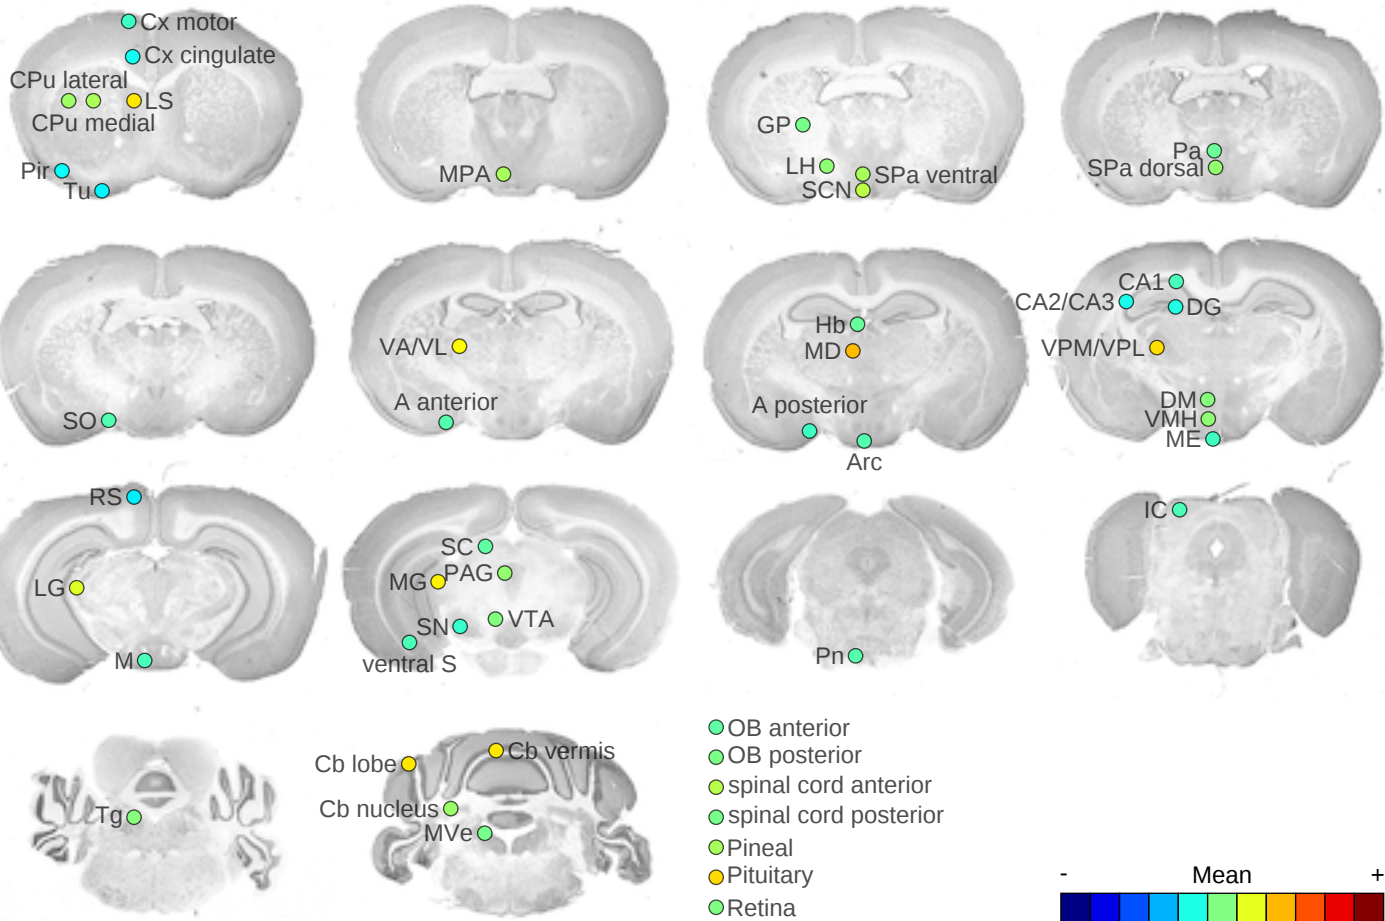 Cx motor
Cx cingulate
CPu lateral
LS
CPu medial
Pir
Tu
MPA
GP
LH
SPa ventral
SCN
Pa
SPa dorsal
SO
VA/VL
A anterior
Hb
MD
A posterior
Arc
CA1
CA2/CA3
DG
VPM/VPL
DM
VMH
ME
RS
LG
M
SC
MG
PAG
SN
VTA
ventral S
Pn
IC
Tg
Cb lobe
Cb vermis
Cb nucleus
MVe
OB anterior
OB posterior
spinal cord anterior
spinal cord posterior
Pineal
Pituitary
Retina
- Mean +